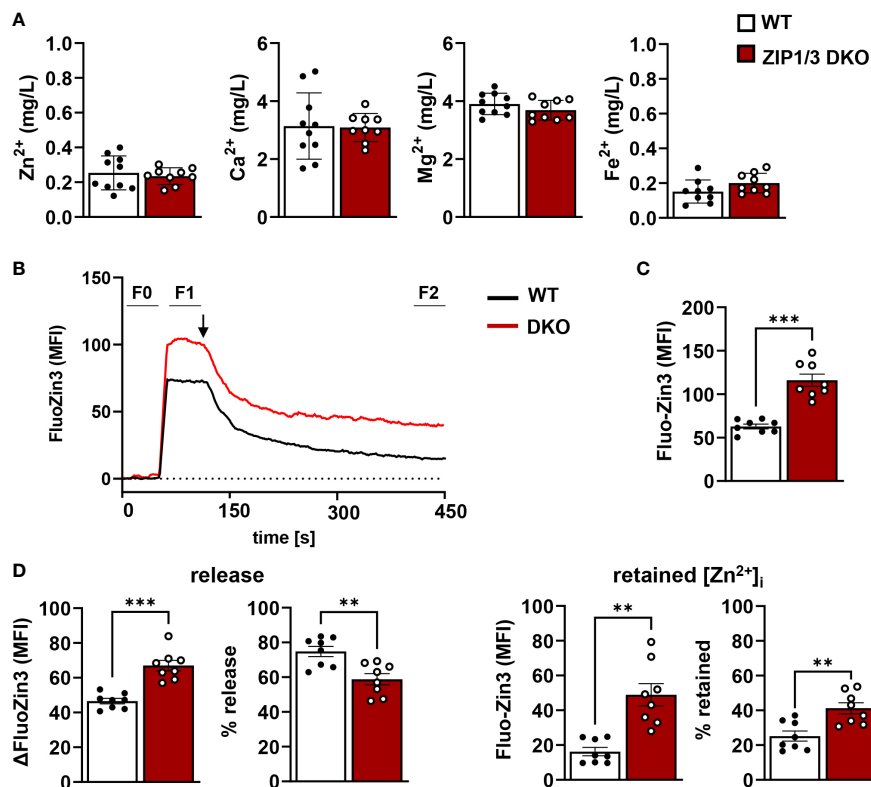 A
WT
ZIP1/3 DKO
Zn2+ (mg/L)
1.0
0.8
0.6
0.4
0.2
0.0
Ca2+ (mg/L)
6
4
2
0
Mg2+ (mg/L)
6
4
2
0
Fe2+ (mg/L)
1.0
0.8
0.6
0.4
0.2
0.0
B
FluoZin3 (MFI)
150
100
50
0
F0 F1 F2
0 150 300 450
time [s]
WT
DKO
C
Fluo-Zin3 (MFI)
200
150
100
50
0
***
D
release
ΔFluoZin3 (MFI)
100
80
60
40
20
0
***
% release
100
80
60
40
20
0
**
retained [Zn2+]i
Fluo-Zin3 (MFI)
100
80
60
40
20
0
**
% retained
100
80
60
40
20
0
**